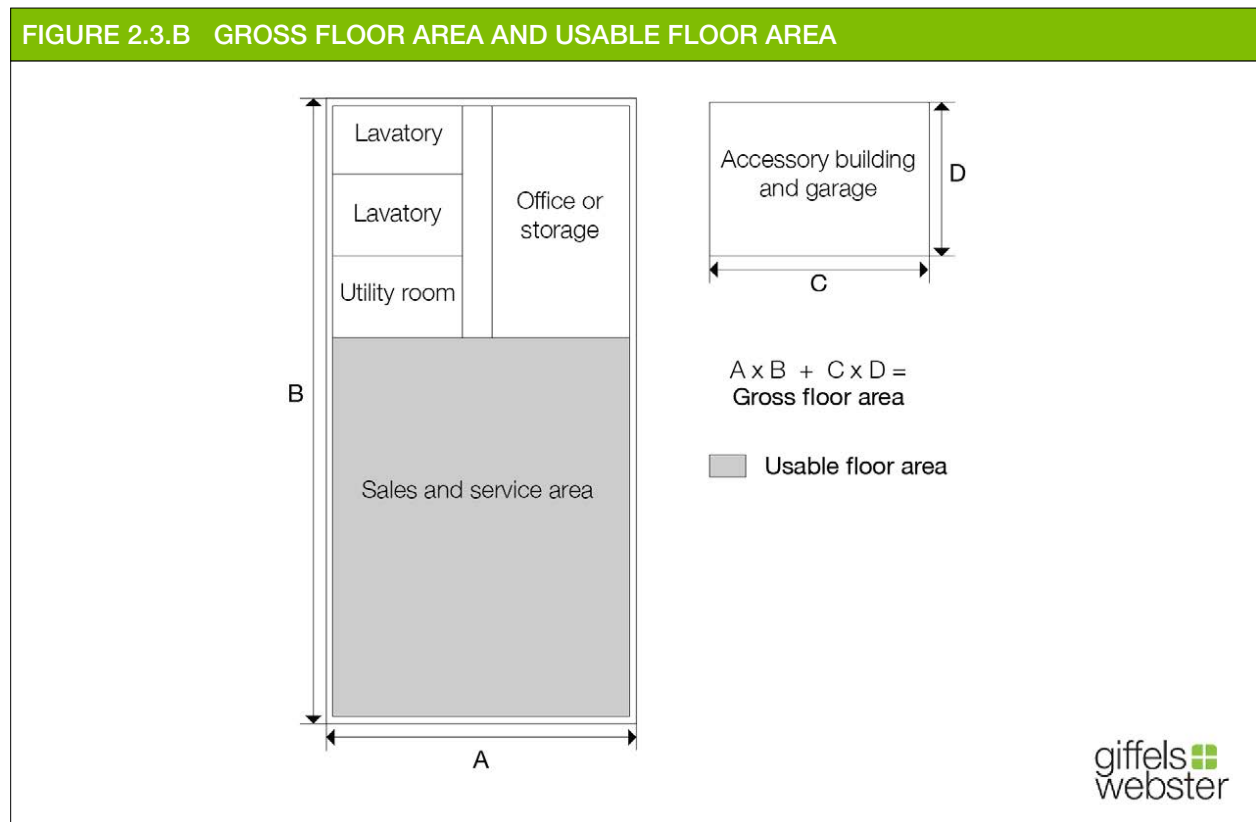 FIGURE 2.3.B GROSS FLOOR AREA AND USABLE FLOOR AREA
Lavatory
Lavatory
Utility room
Office or
storage
Sales and service area
B
A
Accessory building
and garage
D
C
A x B + C x D =
Gross floor area
Usable floor area
giffels
webster